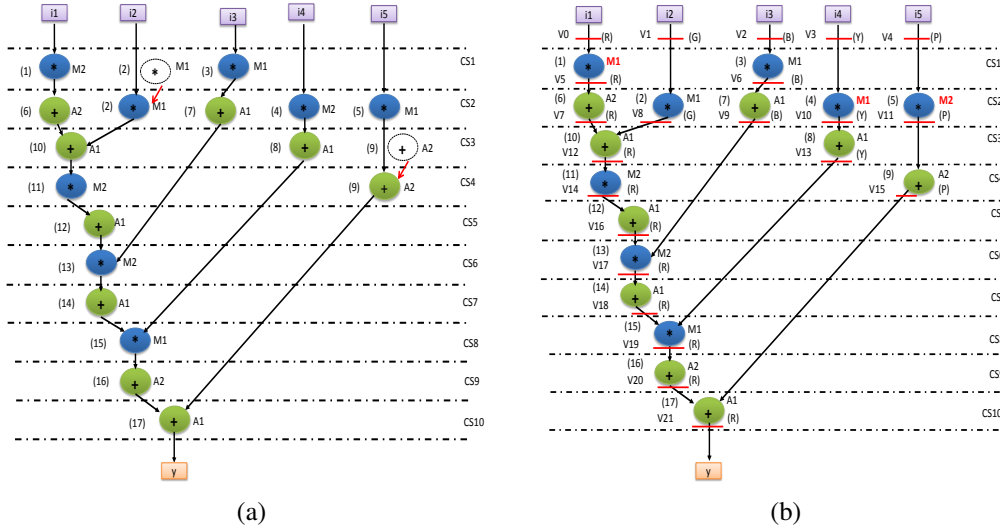 i1 i2 i3 i4 i5
CS1
(1) * M2 (2) * M1 (3) * M1
CS2
(6) + A2 (2) * M1 (7) + A1 (4) * M2 (5) * M1
CS3
(10) + A1 (8) + A1 (9) + A2
CS4
(11) * M2 (9) + A2
CS5
(12) + A1
CS6
(13) * M2
CS7
(14) + A1
CS8
(15) * M1
CS9
(16) + A2
CS10
(17) + A1
y
(a)
i1 i2 i3 i4 i5
V0 (R) V1 (G) V2 (B) V3 (Y) V4 (P)
CS1
(1) * M1 (3) * M1
V5 (R) V6 (B)
CS2
(6) + A2 (2) * M1 (7) + A1 (4) * M1 (5) * M2
V7 (R) V8 (G) V9 (B) V10 (Y) V11 (P)
CS3
(10) + A1 (8) + A1
V12 (R) V13 (Y)
CS4
(11) * M2 (9) + A2
V14 (R) V15 (P)
(12) + A1
V16 (R)
(13) * M2
V17 (R)
(14) + A1
V18 (R)
(15) * M1
V19 (R)
(16) + A2
V20 (R)
CS10
(17) + A1
V21 (R)
y
(b)